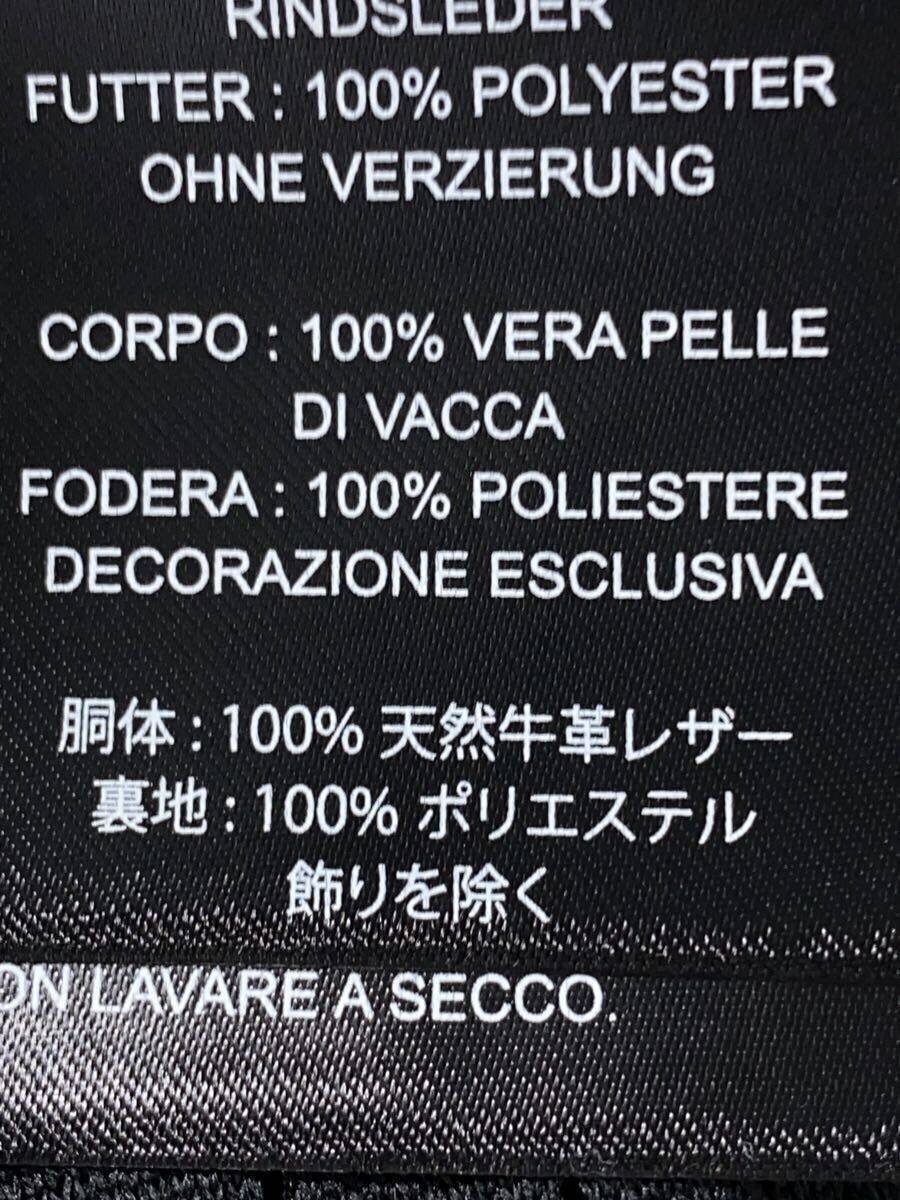 RINDSLEDER
FUTTER : 100% POLYESTER
OHNE VERZIERUNG
CORPO : 100% VERA PELLE
DI VACCA
FODERA : 100% POLIESTERE
DECORAZIONE ESCLUSIVA
胴体 : 100% 天然牛革レザー
裏地 : 100% ポリエステル
飾りを除く
ON LAVARE A SECCO.